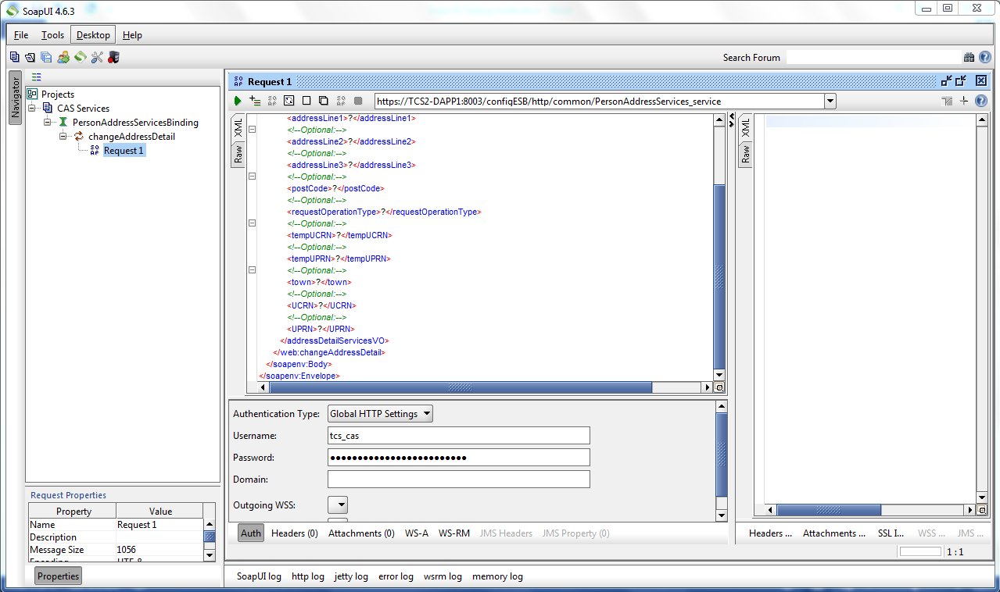 SoapUI 4.6.3
File Tools Desktop Help
Search Forum
Navigator
Projects
CAS Services
PersonAddressServicesBinding
changeAddressDetail
Request 1
Request 1
https://TCS2-DAPP1:8003/configESB/http/common/PersonAddressServices_service
XML
Raw
<addressLine1>?</addressLine1>
<!--Optional:-->
<addressLine2>?</addressLine2>
<!--Optional:-->
<addressLine3>?</addressLine3>
<!--Optional:-->
<postCode>?</postCode>
<!--Optional:-->
<requestOperationType>?</requestOperationType>
<!--Optional:-->
<tempUCRN>?</tempUCRN>
<!--Optional:-->
<tempUPRN>?</tempUPRN>
<!--Optional:-->
<town>?</town>
<!--Optional:-->
<UCRN>?</UCRN>
<!--Optional:-->
<UPRN>?</UPRN>
</addressDetailServicesVO>
</web:changeAddressDetail>
</soapenv:Body>
</soapenv:Envelope>
XML
Raw
Authentication Type: Global HTTP Settings
Username: tcs_cas
Password: ●●●●●●●●●●●●●●●●●●●●●●●●●
Domain:
Outgoing WSS:
Auth Headers (0) Attachments (0) WS-A WS-RM JMS Headers JMS Property (0)
Headers ... Attachments ... SSL I... WSS ... JMS ...
1 : 1
Request Properties
Property Value
Name Request 1
Description
Message Size 1056
Encoding UTF-8
Properties
SoapUI log http log jetty log error log wsrm log memory log